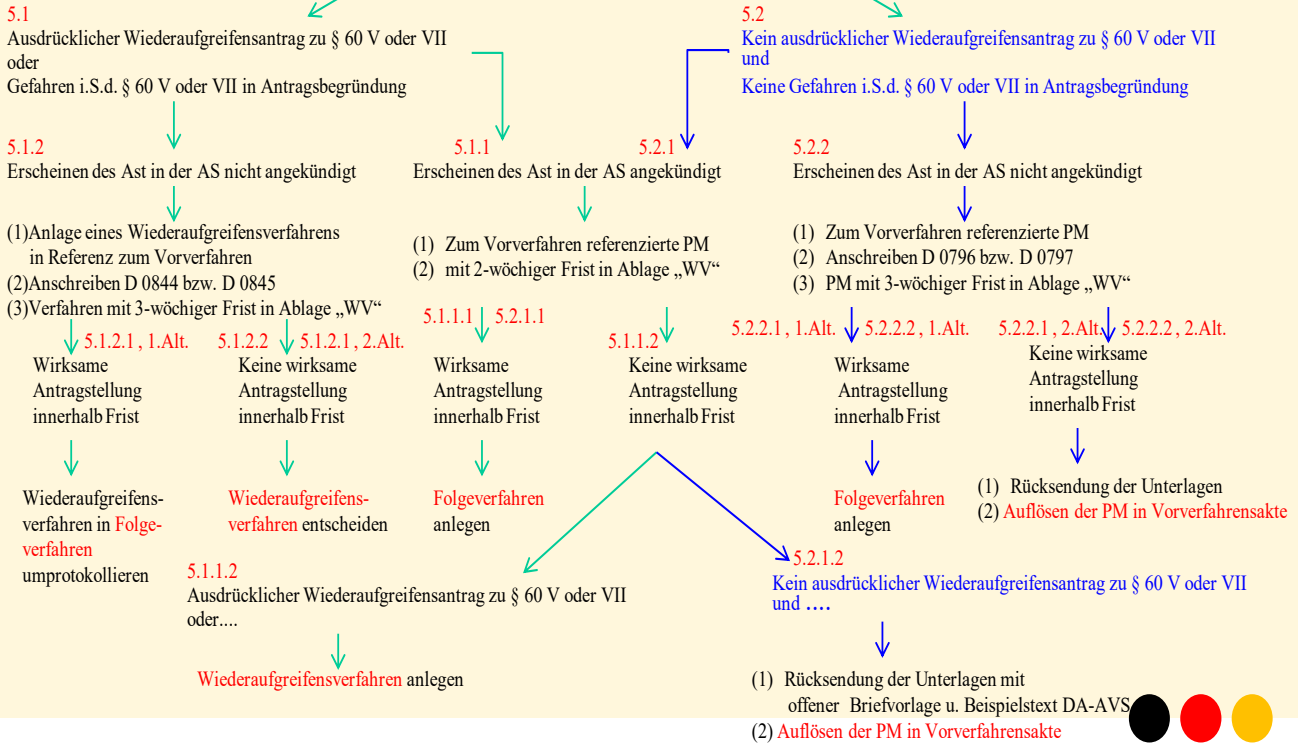 5.1
Ausdrücklicher Wiederaufgreifensantrag zu § 60 V oder VII
oder
Gefahren i.S.d. § 60 V oder VII in Antragsbegründung
5.2
Kein ausdrücklicher Wiederaufgreifensantrag zu § 60 V oder VII
und
Keine Gefahren i.S.d. § 60 V oder VII in Antragsbegründung
5.1.2
Erscheinen des Ast in der AS nicht angekündigt
5.1.1 5.2.1
Erscheinen des Ast in der AS angekündigt
5.2.2
Erscheinen des Ast in der AS nicht angekündigt
(1)Anlage eines Wiederaufgreifensverfahrens
in Referenz zum Vorverfahren
(2)Anschreiben D 0844 bzw. D 0845
(3)Verfahren mit 3-wöchiger Frist in Ablage „WV“
(1) Zum Vorverfahren referenzierte PM
(2) mit 2-wöchiger Frist in Ablage „WV“
(1) Zum Vorverfahren referenzierte PM
(2) Anschreiben D 0796 bzw. D 0797
(3) PM mit 3-wöchiger Frist in Ablage „WV“
5.1.2.1 , 1.Alt.
Wirksame
Antragstellung
innerhalb Frist
5.1.2.2 5.1.2.1 , 2.Alt.
Keine wirksame
Antragstellung
innerhalb Frist
5.1.1.1 5.2.1.1
Wirksame
Antragstellung
innerhalb Frist
5.1.1.2
Keine wirksame
Antragstellung
innerhalb Frist
5.2.2.1 , 1.Alt. 5.2.2.2 , 1.Alt.
Wirksame
Antragstellung
innerhalb Frist
5.2.2.1 , 2.Alt. 5.2.2.2 , 2.Alt.
Keine wirksame
Antragstellung
innerhalb Frist
Wiederaufgreifens-
verfahren in Folge-
verfahren
umprotokollieren
Wiederaufgreifens-
verfahren entscheiden
Folgeverfahren
anlegen
Folgeverfahren
anlegen
(1) Rücksendung der Unterlagen
(2) Auflösen der PM in Vorverfahrensakte
5.1.1.2
Ausdrücklicher Wiederaufgreifensantrag zu § 60 V oder VII
oder....
Wiederaufgreifensverfahren anlegen
5.2.1.2
Kein ausdrücklicher Wiederaufgreifensantrag zu § 60 V oder VII
und ....
(1) Rücksendung der Unterlagen mit
offener Briefvorlage u. Beispielstext DA-AVS
(2) Auflösen der PM in Vorverfahrensakte